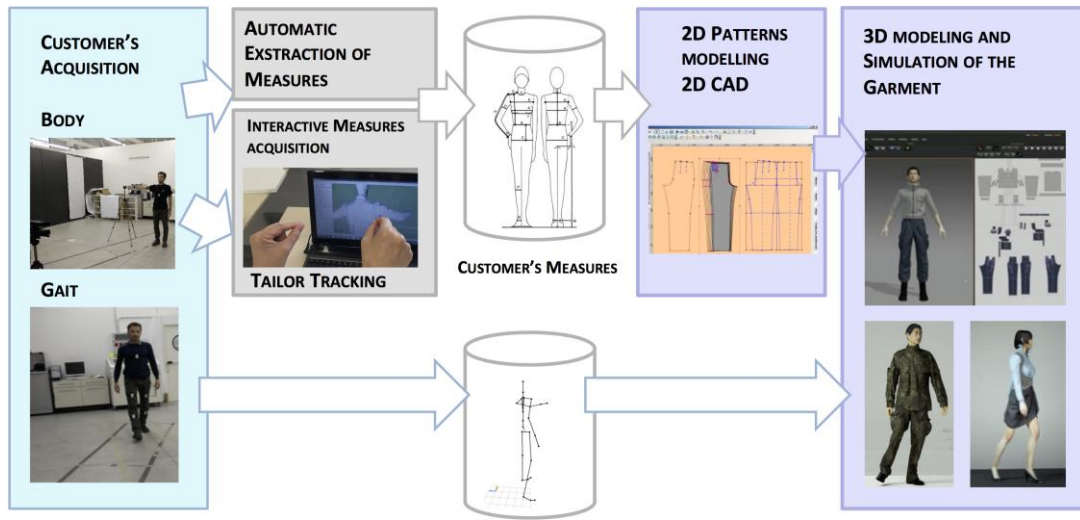 CUSTOMER'S
ACQUISITION
BODY
GAIT
AUTOMATIC
EXSTRACTION OF
MEASURES
INTERACTIVE MEASURES
ACQUISITION
TAILOR TRACKING
CUSTOMER'S MEASURES
2D PATTERNS
MODELLING
2D CAD
3D MODELING AND
SIMULATION OF THE
GARMENT